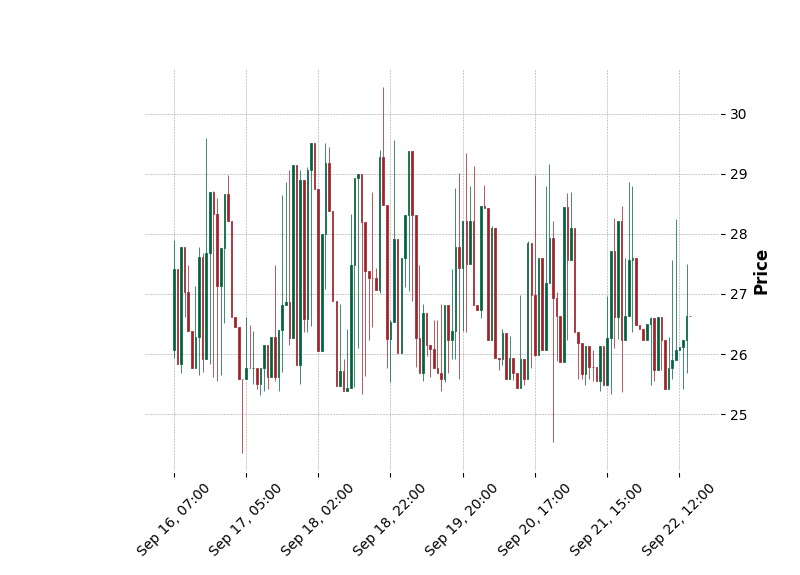 30
29
28
27
26
25
Price
Sep 16, 07:00
Sep 17, 05:00
Sep 18, 02:00
Sep 18, 22:00
Sep 19, 20:00
Sep 20, 17:00
Sep 21, 15:00
Sep 22, 12:00